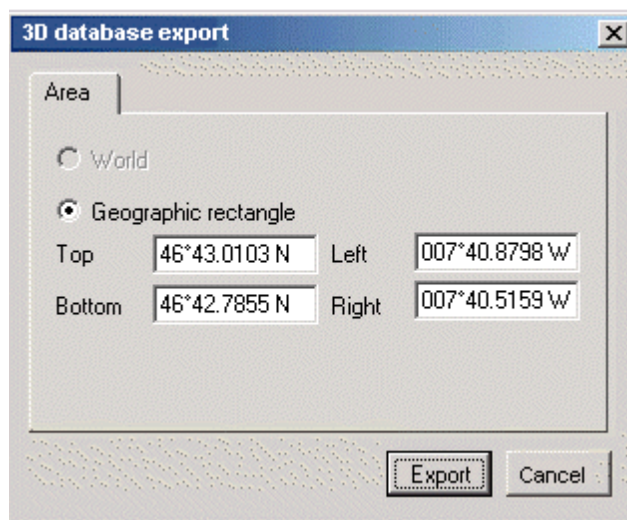 3D database export
Area
World
Geographic rectangle
Top 46°43.0103 N Left 007°40.8798 W
Bottom 46°42.7855 N Right 007°40.5159 W
Export Cancel